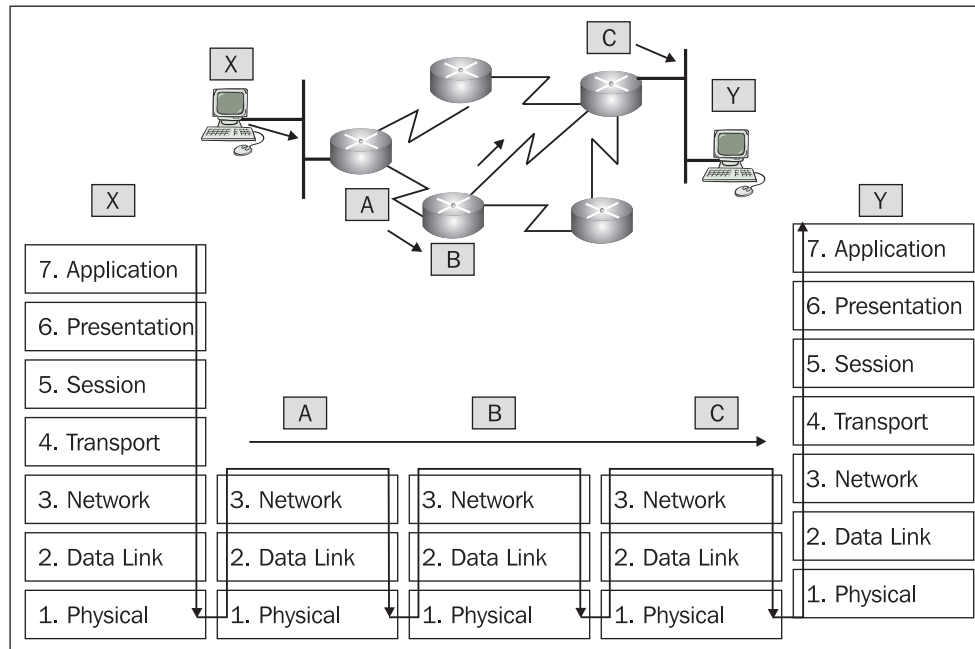 C
X
Y
A
B
X
Y
7. Application
6. Presentation
5. Session
4. Transport
3. Network
2. Data Link
1. Physical
A
B
C
3. Network
2. Data Link
1. Physical
3. Network
2. Data Link
1. Physical
3. Network
2. Data Link
1. Physical
7. Application
6. Presentation
5. Session
4. Transport
3. Network
2. Data Link
1. Physical